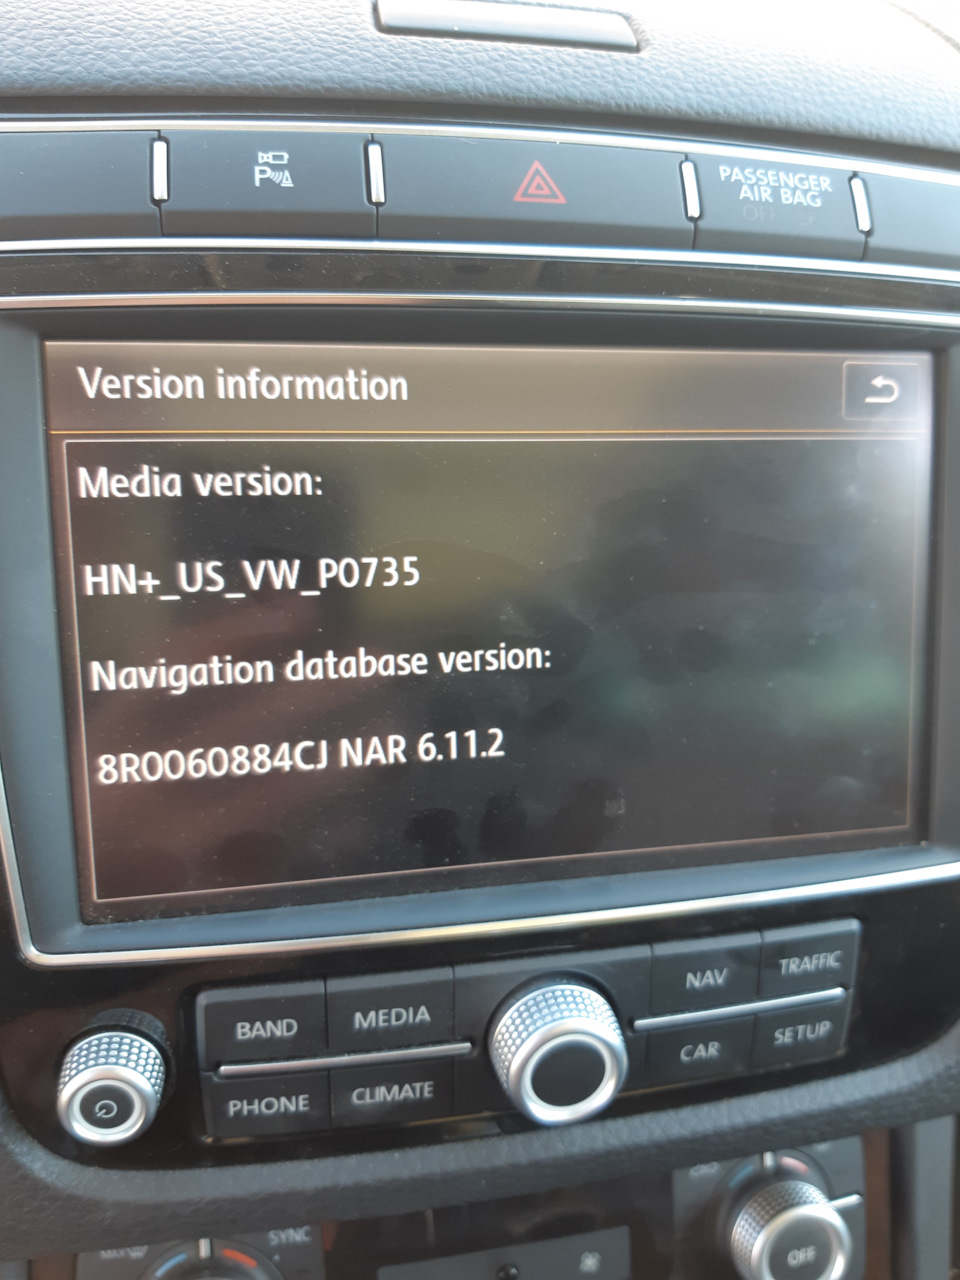 P
PASSENGER
AIR BAG
OFF
Version information
Media version:
HN+_US_VW_P0735
Navigation database version:
8R0060884CJ NAR 6.11.2
BAND
MEDIA
NAV
TRAFFIC
PHONE
CLIMATE
CAR
SETUP
SYNC
OFF